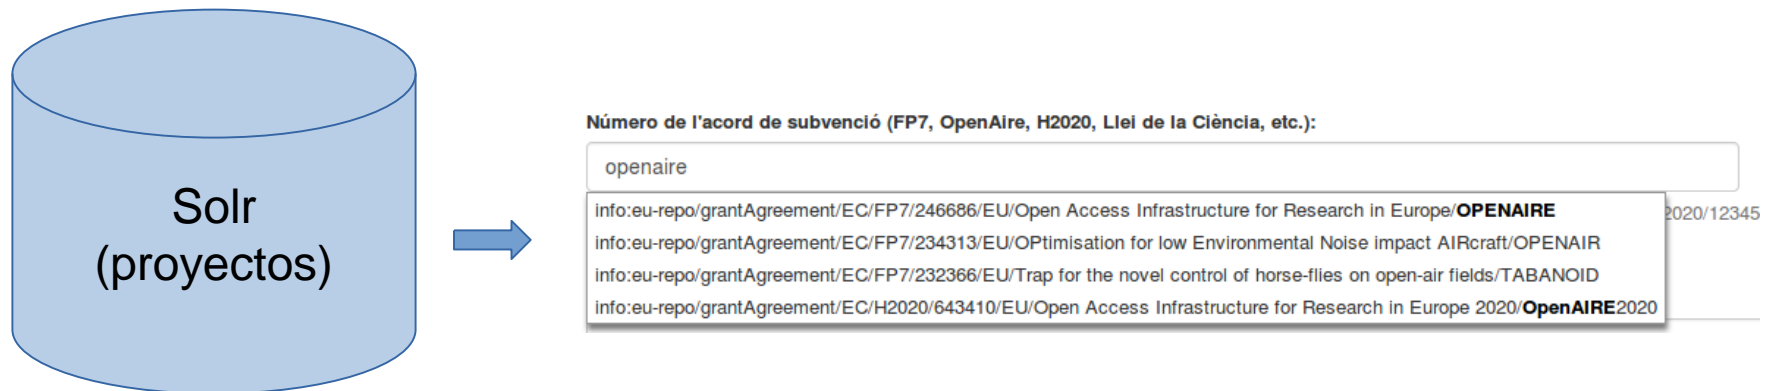 Solr
(proyectos)
Número de l'acord de subvenció (FP7, OpenAire, H2020, Llei de la Ciència, etc.):
openaire
info:eu-repo/grantAgreement/EC/FP7/246686/EU/Open Access Infrastructure for Research in Europe/OPENAIRE
2020/12345
info:eu-repo/grantAgreement/EC/FP7/234313/EU/OPtimisation for low Environmental Noise impact AIRcraft/OPENAIR
info:eu-repo/grantAgreement/EC/FP7/232366/EU/Trap for the novel control of horse-flies on open-air fields/TABANOID
info:eu-repo/grantAgreement/EC/H2020/643410/EU/Open Access Infrastructure for Research in Europe 2020/OpenAIRE2020